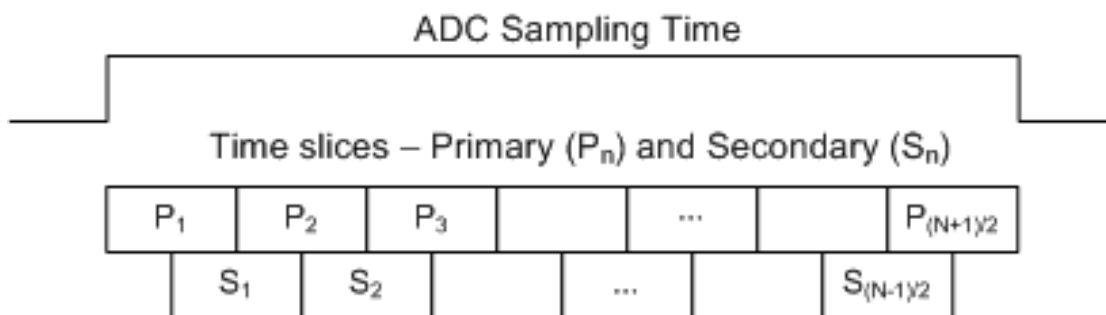 ADC Sampling Time
Time slices – Primary (Pₙ) and Secondary (Sₙ)
P₁ P₂ P₃ ... P₍N₊₁₎/₂
S₁ S₂ ... S₍N₋₁₎/₂